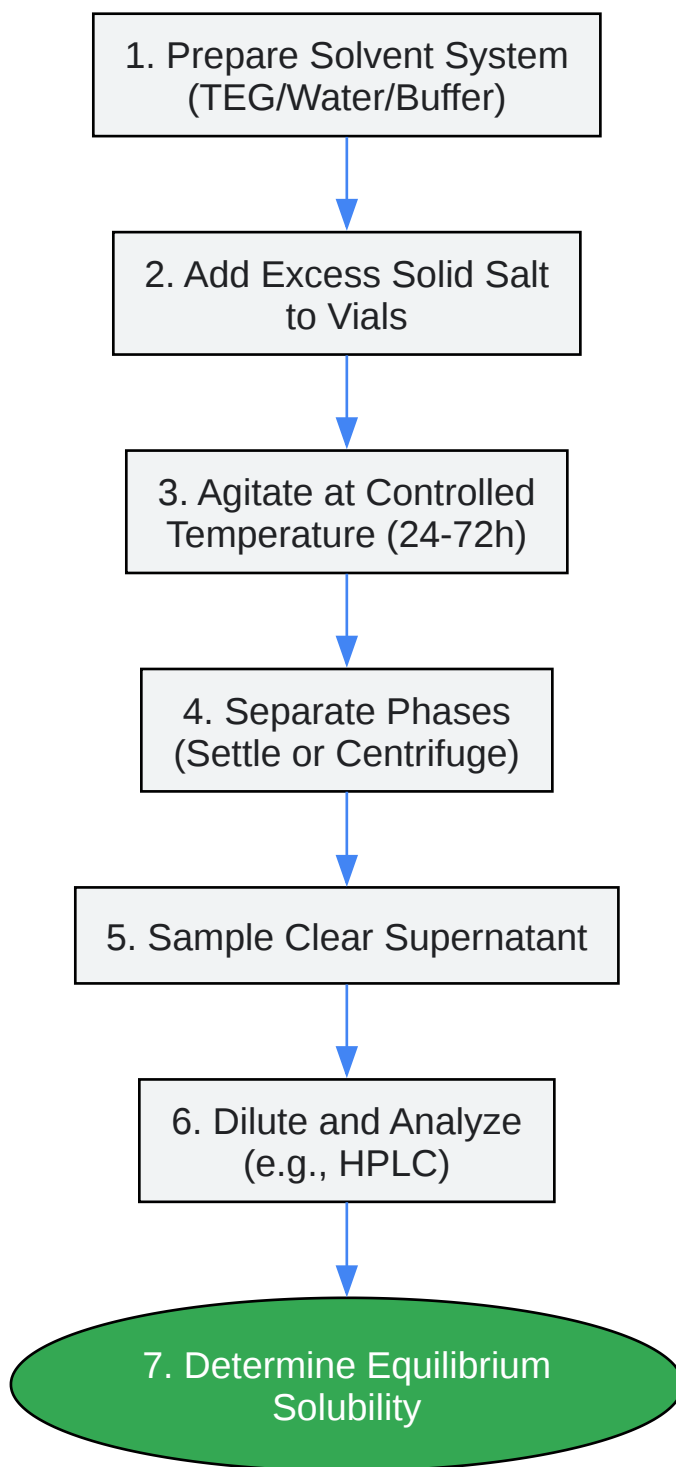 1. Prepare Solvent System
(TEG/Water/Buffer)
2. Add Excess Solid Salt
to Vials
3. Agitate at Controlled
Temperature (24-72h)
4. Separate Phases
(Settle or Centrifuge)
5. Sample Clear Supernatant
6. Dilute and Analyze
(e.g., HPLC)
7. Determine Equilibrium
Solubility